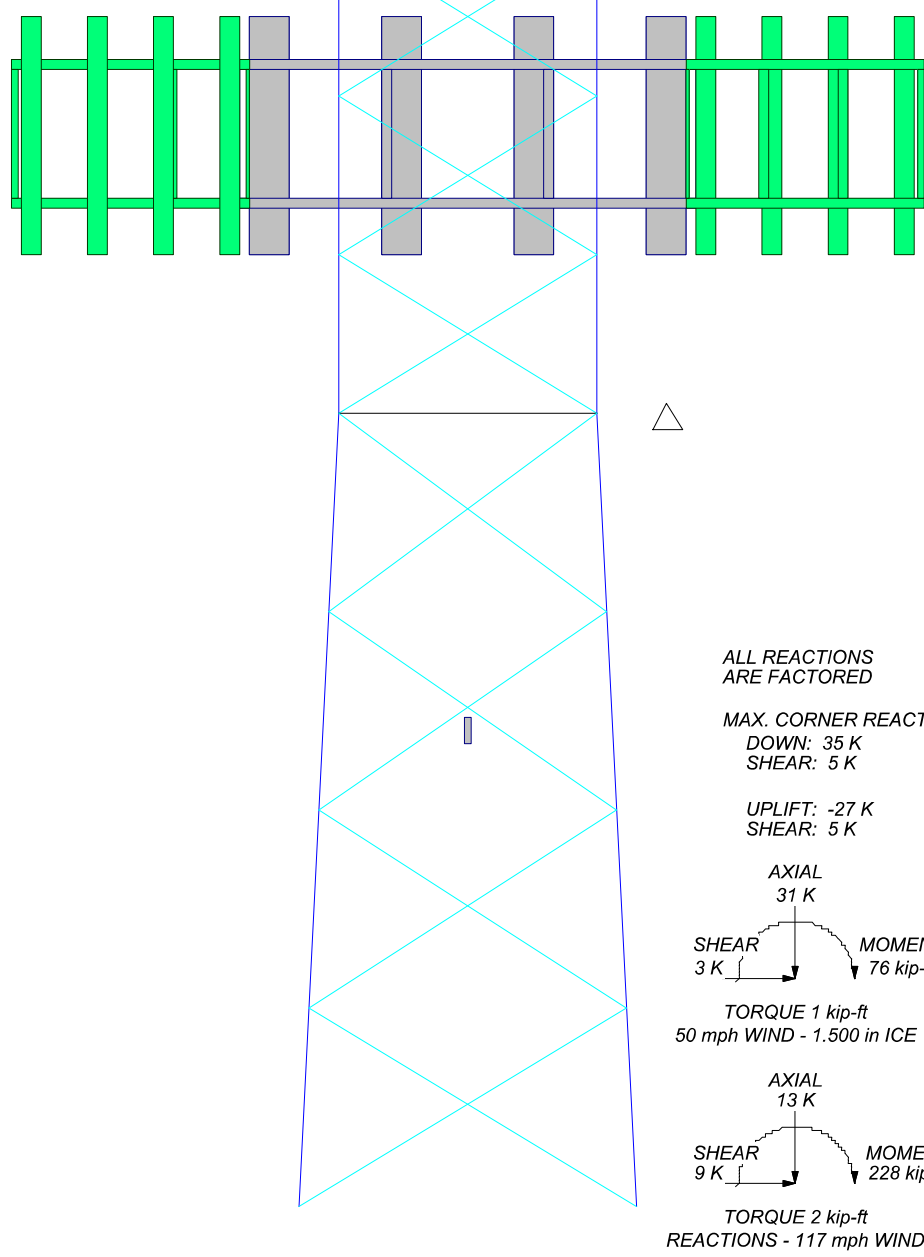 ALL REACTIONS
ARE FACTORED
MAX. CORNER REACT
DOWN: 35 K
SHEAR: 5 K
UPLIFT: -27 K
SHEAR: 5 K
AXIAL
31 K
SHEAR
3 K
MOMEN
76 kip-
TORQUE 1 kip-ft
50 mph WIND - 1.500 in ICE
AXIAL
13 K
SHEAR
9 K
MOME
228 kip
TORQUE 2 kip-ft
REACTIONS - 117 mph WIND